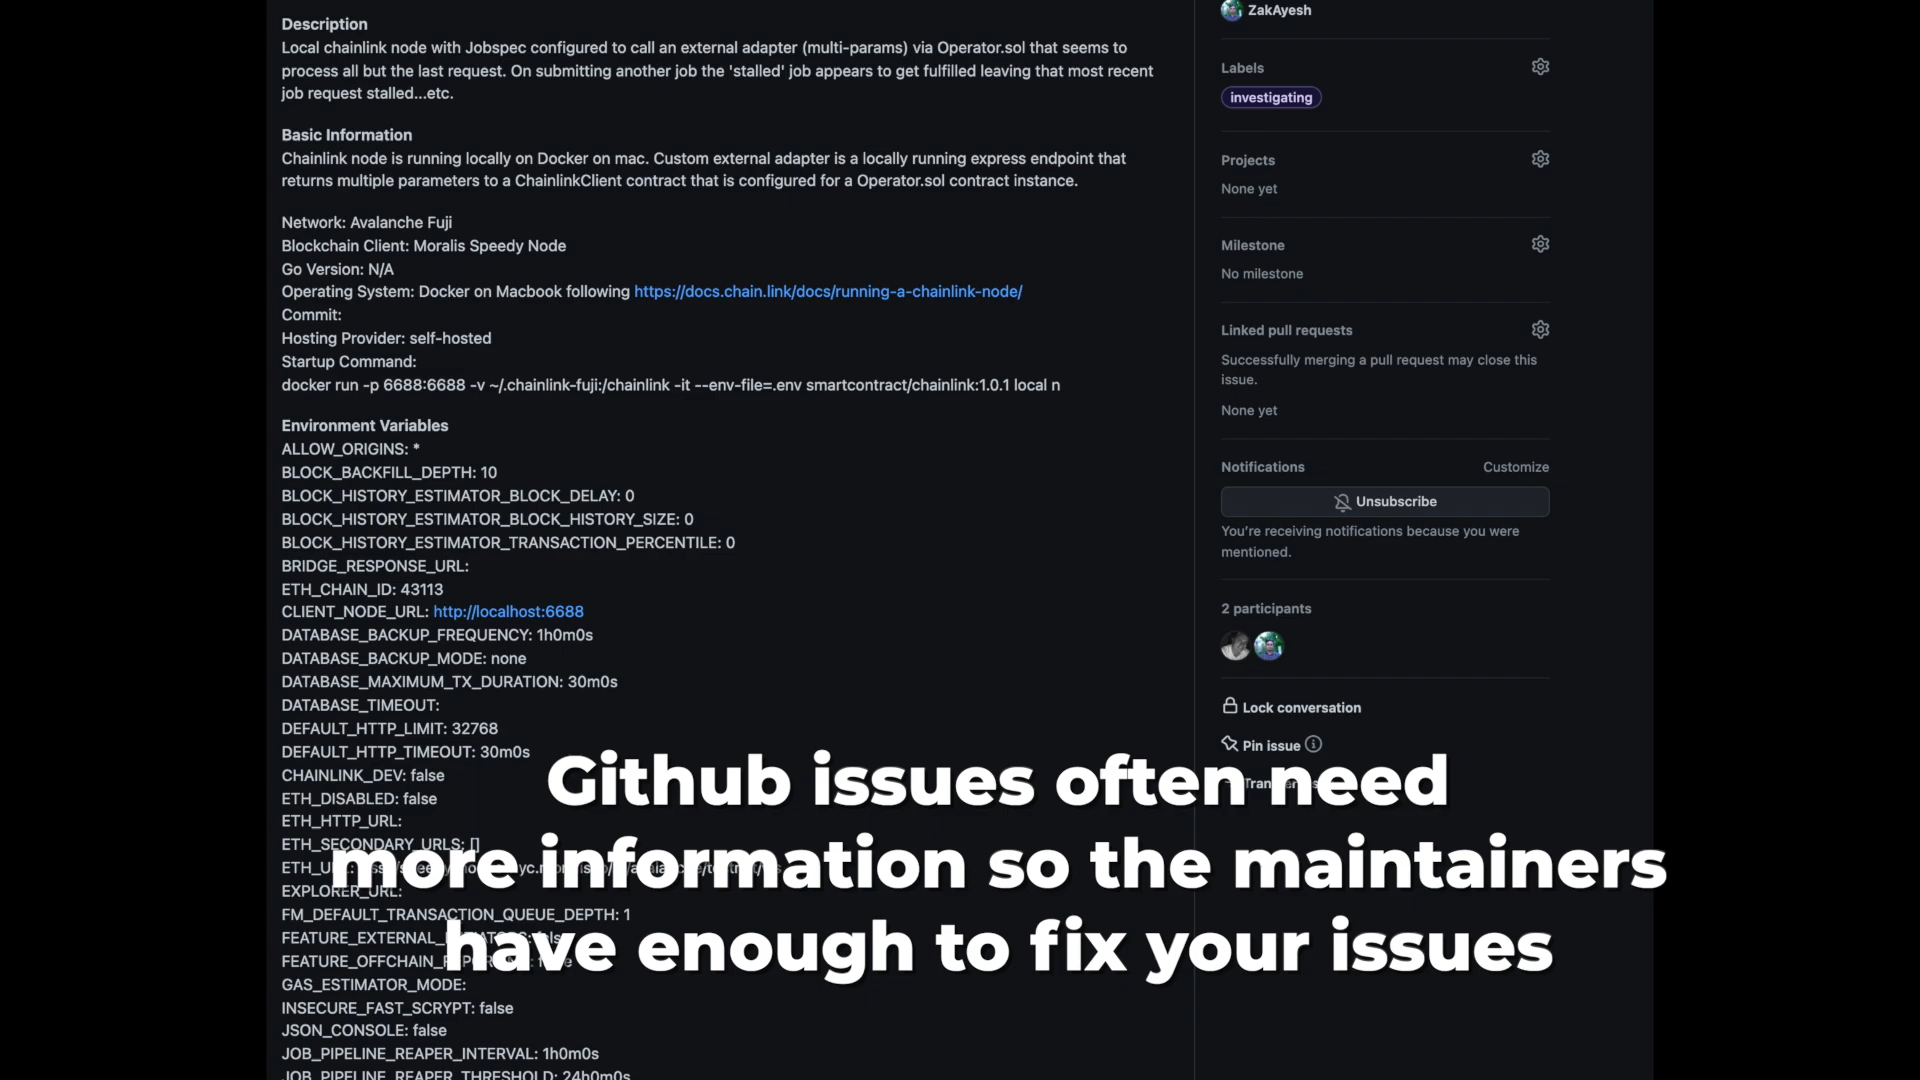 Description
Local chainlink node with Jobspec configured to call an external adapter (multi-params) via Operator.sol that seems to
process all but the last request. On submitting another job the 'stalled' job appears to get fulfilled leaving that most recent
job request stalled...etc.
Basic Information
Chainlink node is running locally on Docker on mac. Custom external adapter is a locally running express endpoint that
returns multiple parameters to a ChainlinkClient contract that is configured for a Operator.sol contract instance.
Network: Avalanche Fuji
Blockchain Client: Moralis Speedy Node
Go Version: N/A
Operating System: Docker on Macbook following https://docs.chain.link/docs/running-a-chainlink-node/
Commit:
Hosting Provider: self-hosted
Startup Command:
docker run -p 6688:6688 -v ~/.chainlink-fuji:/chainlink -it --env-file=.env smartcontract/chainlink:1.0.1 local n
Environment Variables
ALLOW_ORIGINS: *
BLOCK_BACKFILL_DEPTH: 10
BLOCK_HISTORY_ESTIMATOR_BLOCK_DELAY: 0
BLOCK_HISTORY_ESTIMATOR_BLOCK_HISTORY_SIZE: 0
BLOCK_HISTORY_ESTIMATOR_TRANSACTION_PERCENTILE: 0
BRIDGE_RESPONSE_URL:
ETH_CHAIN_ID: 43113
CLIENT_NODE_URL: http://localhost:6688
DATABASE_BACKUP_FREQUENCY: 1h0m0s
DATABASE_BACKUP_MODE: none
DATABASE_MAXIMUM_TX_DURATION: 30m0s
DATABASE_TIMEOUT:
DEFAULT_HTTP_LIMIT: 32768
DEFAULT_HTTP_TIMEOUT: 30m0s
CHAINLINK_DEV: false
ETH_DISABLED: false
ETH_HTTP_URL:
ETH_SECONDARY_URLS: []
EXPLORER_URL:
FM_DEFAULT_TRANSACTION_QUEUE_DEPTH: 1
GAS_ESTIMATOR_MODE:
INSECURE_FAST_SCRYPT: false
JSON_CONSOLE: false
JOB_PIPELINE_REAPER_INTERVAL: 1h0m0s
JOB_PIPELINE_REAPER_THRESHOLD: 24h0m0s
ZakAyesh
Labels
investigating
Projects
None yet
Milestone
No milestone
Linked pull requests
Successfully merging a pull request may close this
issue.
None yet
Notifications
Customize
Unsubscribe
You're receiving notifications because you were
mentioned.
2 participants
Lock conversation
Pin issue
Github issues often need
more information so the maintainers
have enough to fix your issues